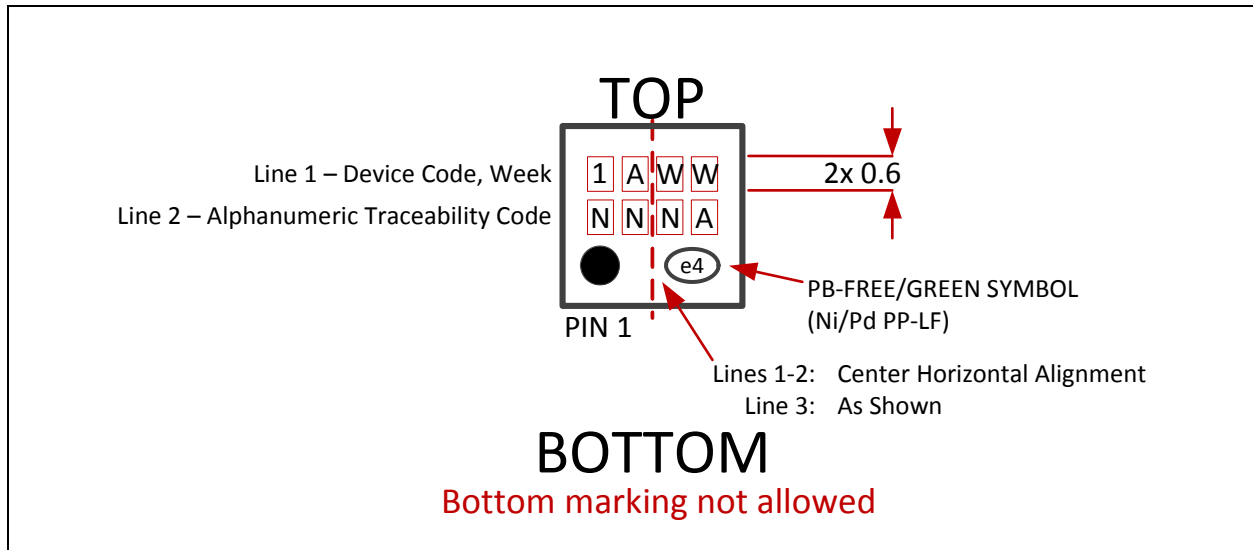 TOP
Line 1 – Device Code, Week
1 A W W
2x 0.6
Line 2 – Alphanumeric Traceability Code
N N N A
e4
PB-FREE/GREEN SYMBOL
(Ni/Pd PP-LF)
PIN 1
Lines 1-2: Center Horizontal Alignment
Line 3: As Shown
BOTTOM
Bottom marking not allowed